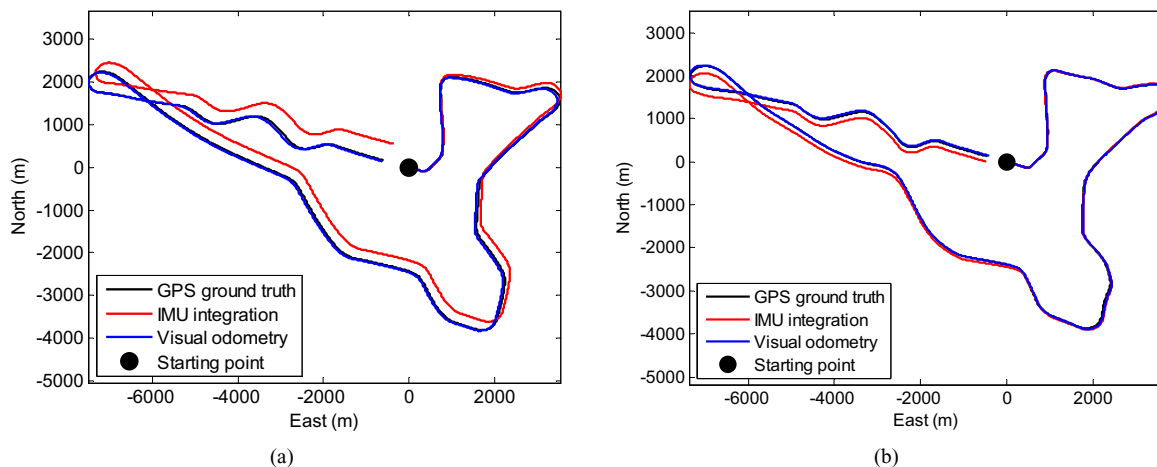 3000
2000
1000
0
-1000
-2000
-3000
-4000
-5000
North (m)
GPS ground truth
IMU integration
Visual odometry
Starting point
-6000 -4000 -2000 0 2000
East (m)
(a)
3000
2000
1000
0
-1000
-2000
-3000
-4000
-5000
North (m)
GPS ground truth
IMU integration
Visual odometry
Starting point
-6000 -4000 -2000 0 2000
East (m)
(b)